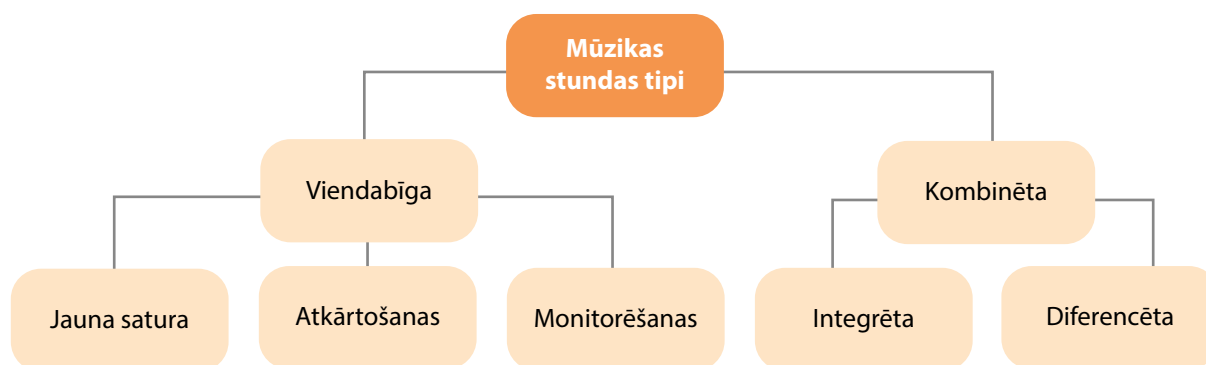 Mūzikas
stundas tipi
Viendabīga
Kombinēta
Jauna satura
Atkārtošanas
Monitorēšanas
Integrēta
Diferencēta